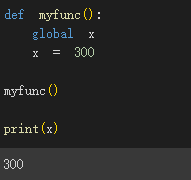 def myfunc():
    global x
    x = 300
myfunc()
print(x)
300